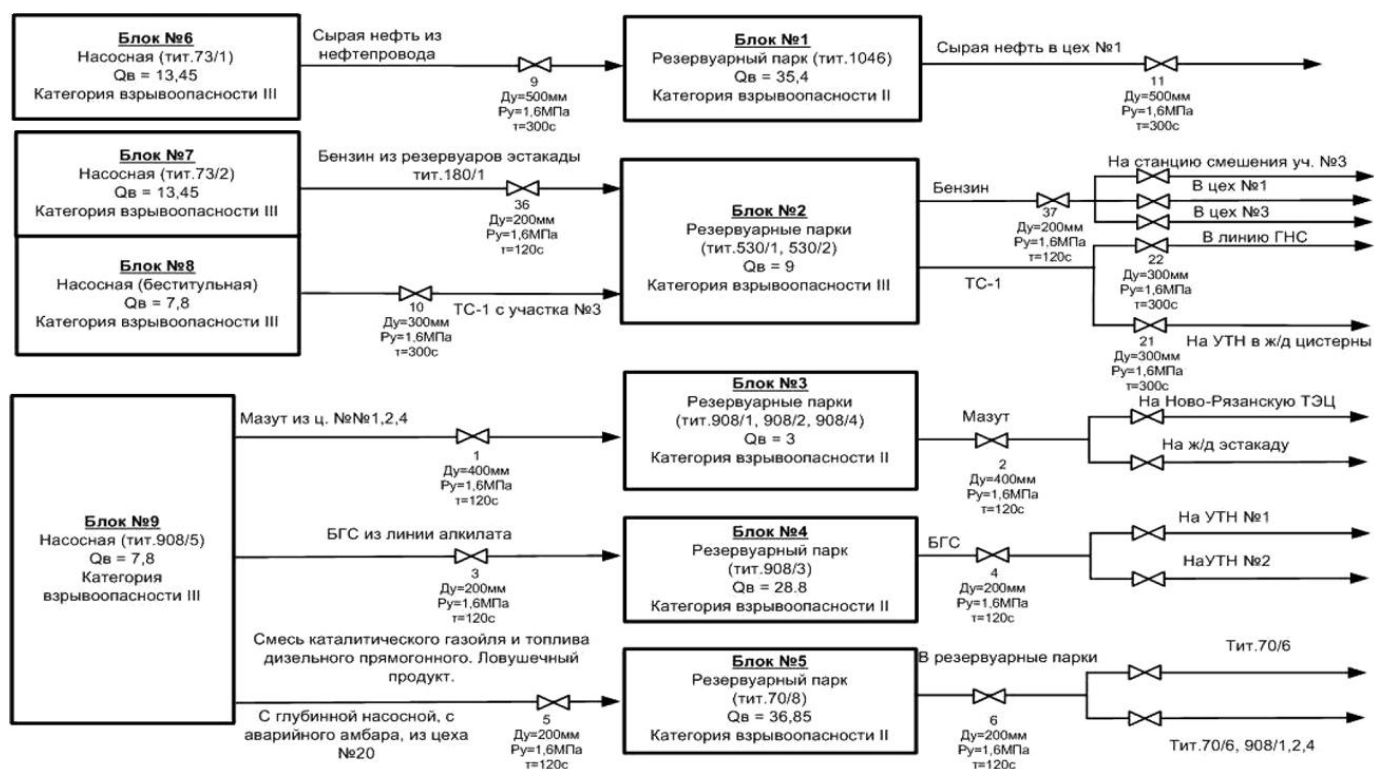 Блок №6
Насосная (тит.73/1)
Qв = 13,45
Категория взрывоопасности III
Сырая нефть из
нефтепровода
9
Ду=500мм
Ру=1,6МПа
τ=300с
Блок №1
Резервуарный парк (тит.1046)
Qв = 35,4
Категория взрывоопасности II
Сырая нефть в цех №1
11
Ду=500мм
Ру=1,6МПа
τ=300с
Блок №7
Насосная (тит.73/2)
Qв = 13,45
Категория взрывоопасности III
Бензин из резервуаров эстакады
тит.180/1
36
Ду=200мм
Ру=1,6МПа
τ=120с
Блок №8
Насосная (беститульная)
Qв = 7,8
Категория взрывоопасности III
10
Ду=300мм
Ру=1,6МПа
τ=300с
ТС-1 с участка №3
Блок №2
Резервуарные парки
(тит.530/1, 530/2)
Qв = 9
Категория взрывоопасности III
Бензин
37
Ду=200мм
Ру=1,6МПа
τ=120с
На станцию смешения уч. №3
В цех №1
В цех №3
В линию ГНС
22
Ду=300мм
Ру=1,6МПа
τ=300с
ТС-1
На УТН в ж/д цистерны
21
Ду=300мм
Ру=1,6МПа
τ=300с
Блок №9
Насосная (тит.908/5)
Qв = 7,8
Категория
взрывоопасности III
Мазут из ц. №№1,2,4
1
Ду=400мм
Ру=1,6МПа
τ=120с
Блок №3
Резервуарные парки
(тит.908/1, 908/2, 908/4)
Qв = 3
Категория взрывоопасности II
Мазут
2
Ду=400мм
Ру=1,6МПа
τ=120с
На Ново-Рязанскую ТЭЦ
На ж/д эстакаду
БГС из линии алкилата
3
Ду=200мм
Ру=1,6МПа
τ=120с
Блок №4
Резервуарный парк
(тит.908/3)
Qв = 28.8
Категория взрывоопасности II
БГС
4
Ду=200мм
Ру=1,6МПа
τ=120с
На УТН №1
НаУТН №2
Смесь каталитического газойля и топлива
дизельного прямогонного. Ловушечный
продукт.
С глубинной насосной, с
аварийного амбара, из цеха
№20
5
Ду=200мм
Ру=1,6МПа
τ=120с
Блок №5
Резервуарный парк
(тит.70/8)
Qв = 36,85
Категория взрывоопасности II
В резервуарные парки
6
Ду=200мм
Ру=1,6МПа
τ=120с
Тит.70/6
Тит.70/6, 908/1,2,4